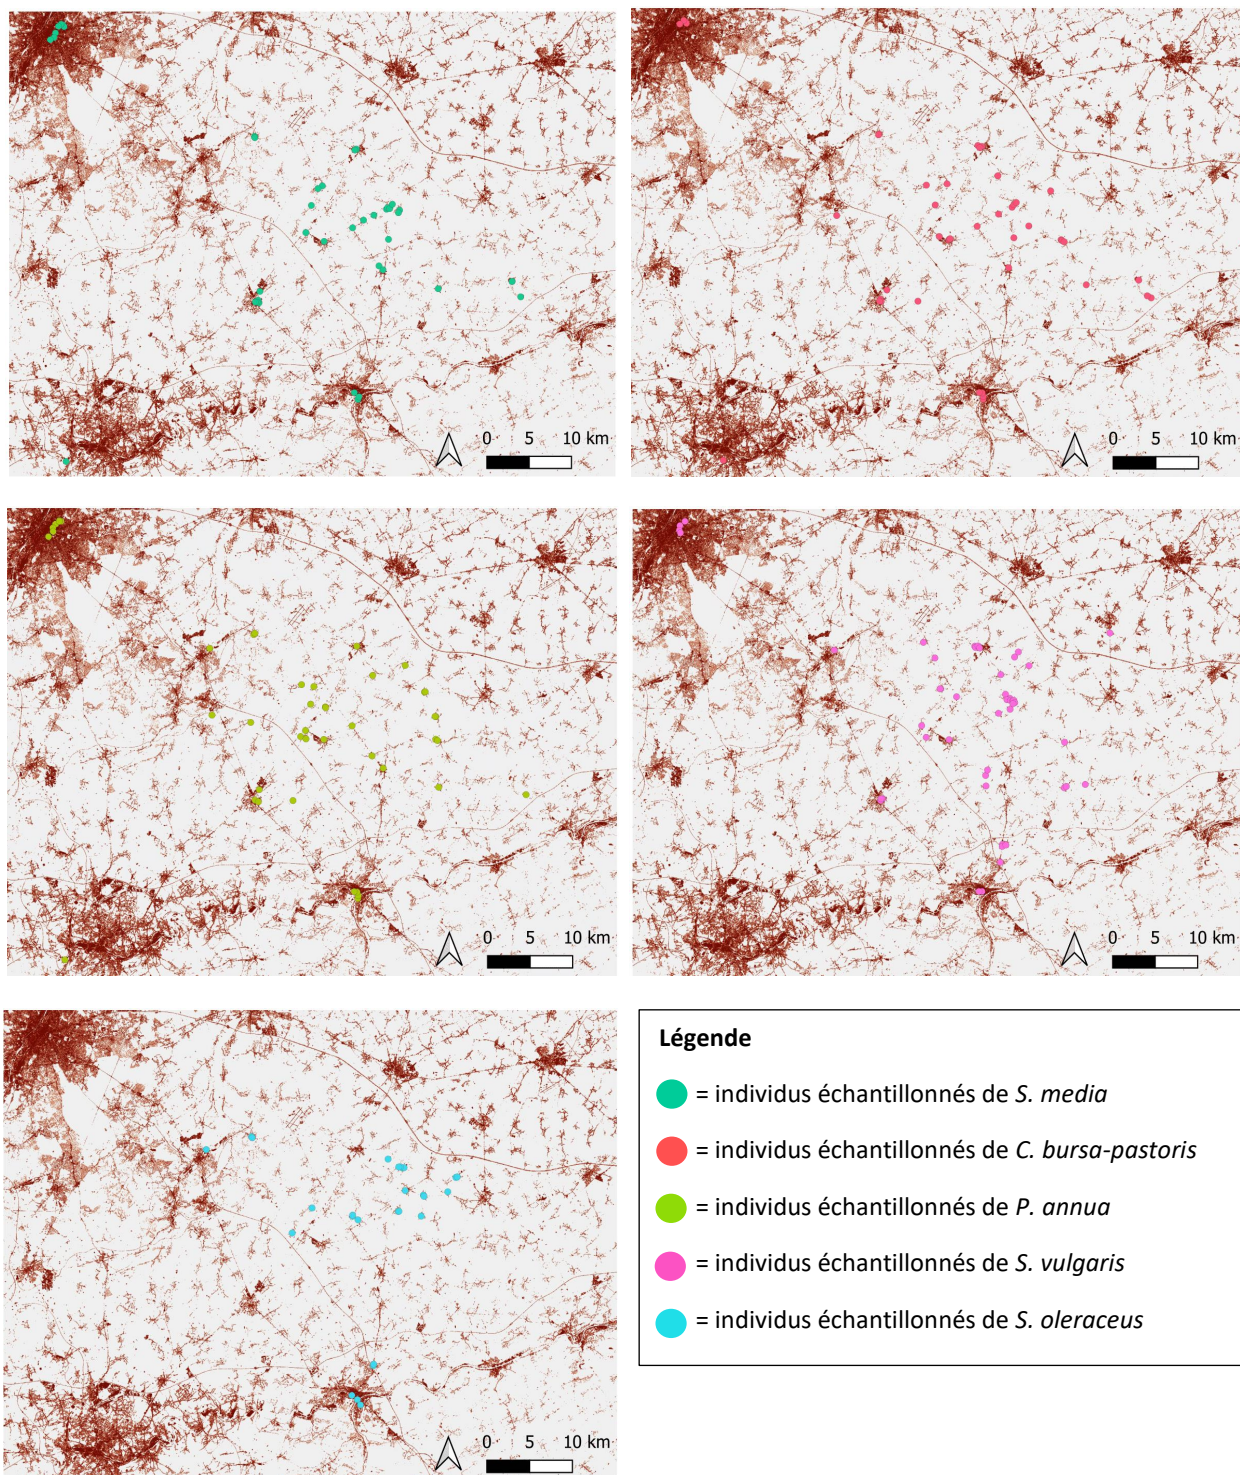 0 5 10 km
0 5 10 km
0 5 10 km
0 5 10 km
0 5 10 km
Légende
= individus échantillonnés de S. media
= individus échantillonnés de C. bursa-pastoris
= individus échantillonnés de P. annua
= individus échantillonnés de S. vulgaris
= individus échantillonnés de S. oleraceus